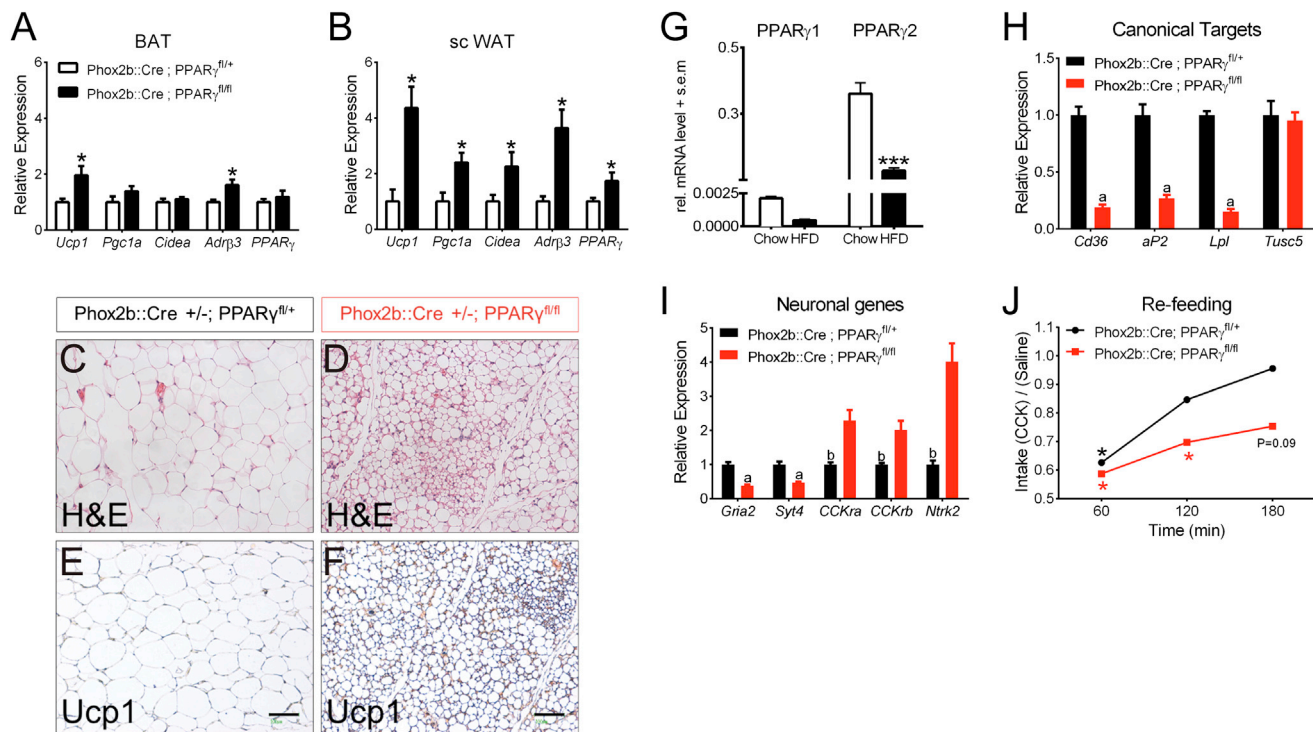 A
BAT
Relative Expression
6
4
2
0
Phox2b::Cre ; PPARγfl/+
Phox2b::Cre ; PPARγfl/fl
*
*
Ucp1 Pgc1a Cidea Adrβ3 PPARγ
B
sc WAT
Relative Expression
6
4
2
0
*
*
*
*
*
Ucp1 Pgc1a Cidea Adrβ3 PPARγ
G
PPARγ1 PPARγ2
rel. mRNA level + s.e.m
0.5
0.3
0.0025
0.0000
***
Chow HFD Chow HFD
H
Canonical Targets
Phox2b::Cre ; PPARγfl/+
Phox2b::Cre ; PPARγfl/fl
Relative Expression
1.5
1.0
0.5
0.0
a
a
a
Cd36 aP2 Lpl Tusc5
Phox2b::Cre +/-; PPARγfl/+
Phox2b::Cre +/-; PPARγfl/fl
C
H&E
D
H&E
E
Ucp1
F
Ucp1
I
Neuronal genes
Phox2b::Cre ; PPARγfl/+
Phox2b::Cre ; PPARγfl/fl
Relative Expression
5
4
3
2
1
0
a
a
b
b
b
Gria2 Syt4 CCKra CCKrb Ntrk2
J
Re-feeding
Phox2b::Cre; PPARγfl/+
Phox2b::Cre; PPARγfl/fl
Intake (CCK) / (Saline)
1.1
1.0
0.9
0.8
0.7
0.6
0.5
*
*
*
P=0.09
60 120 180
Time (min)